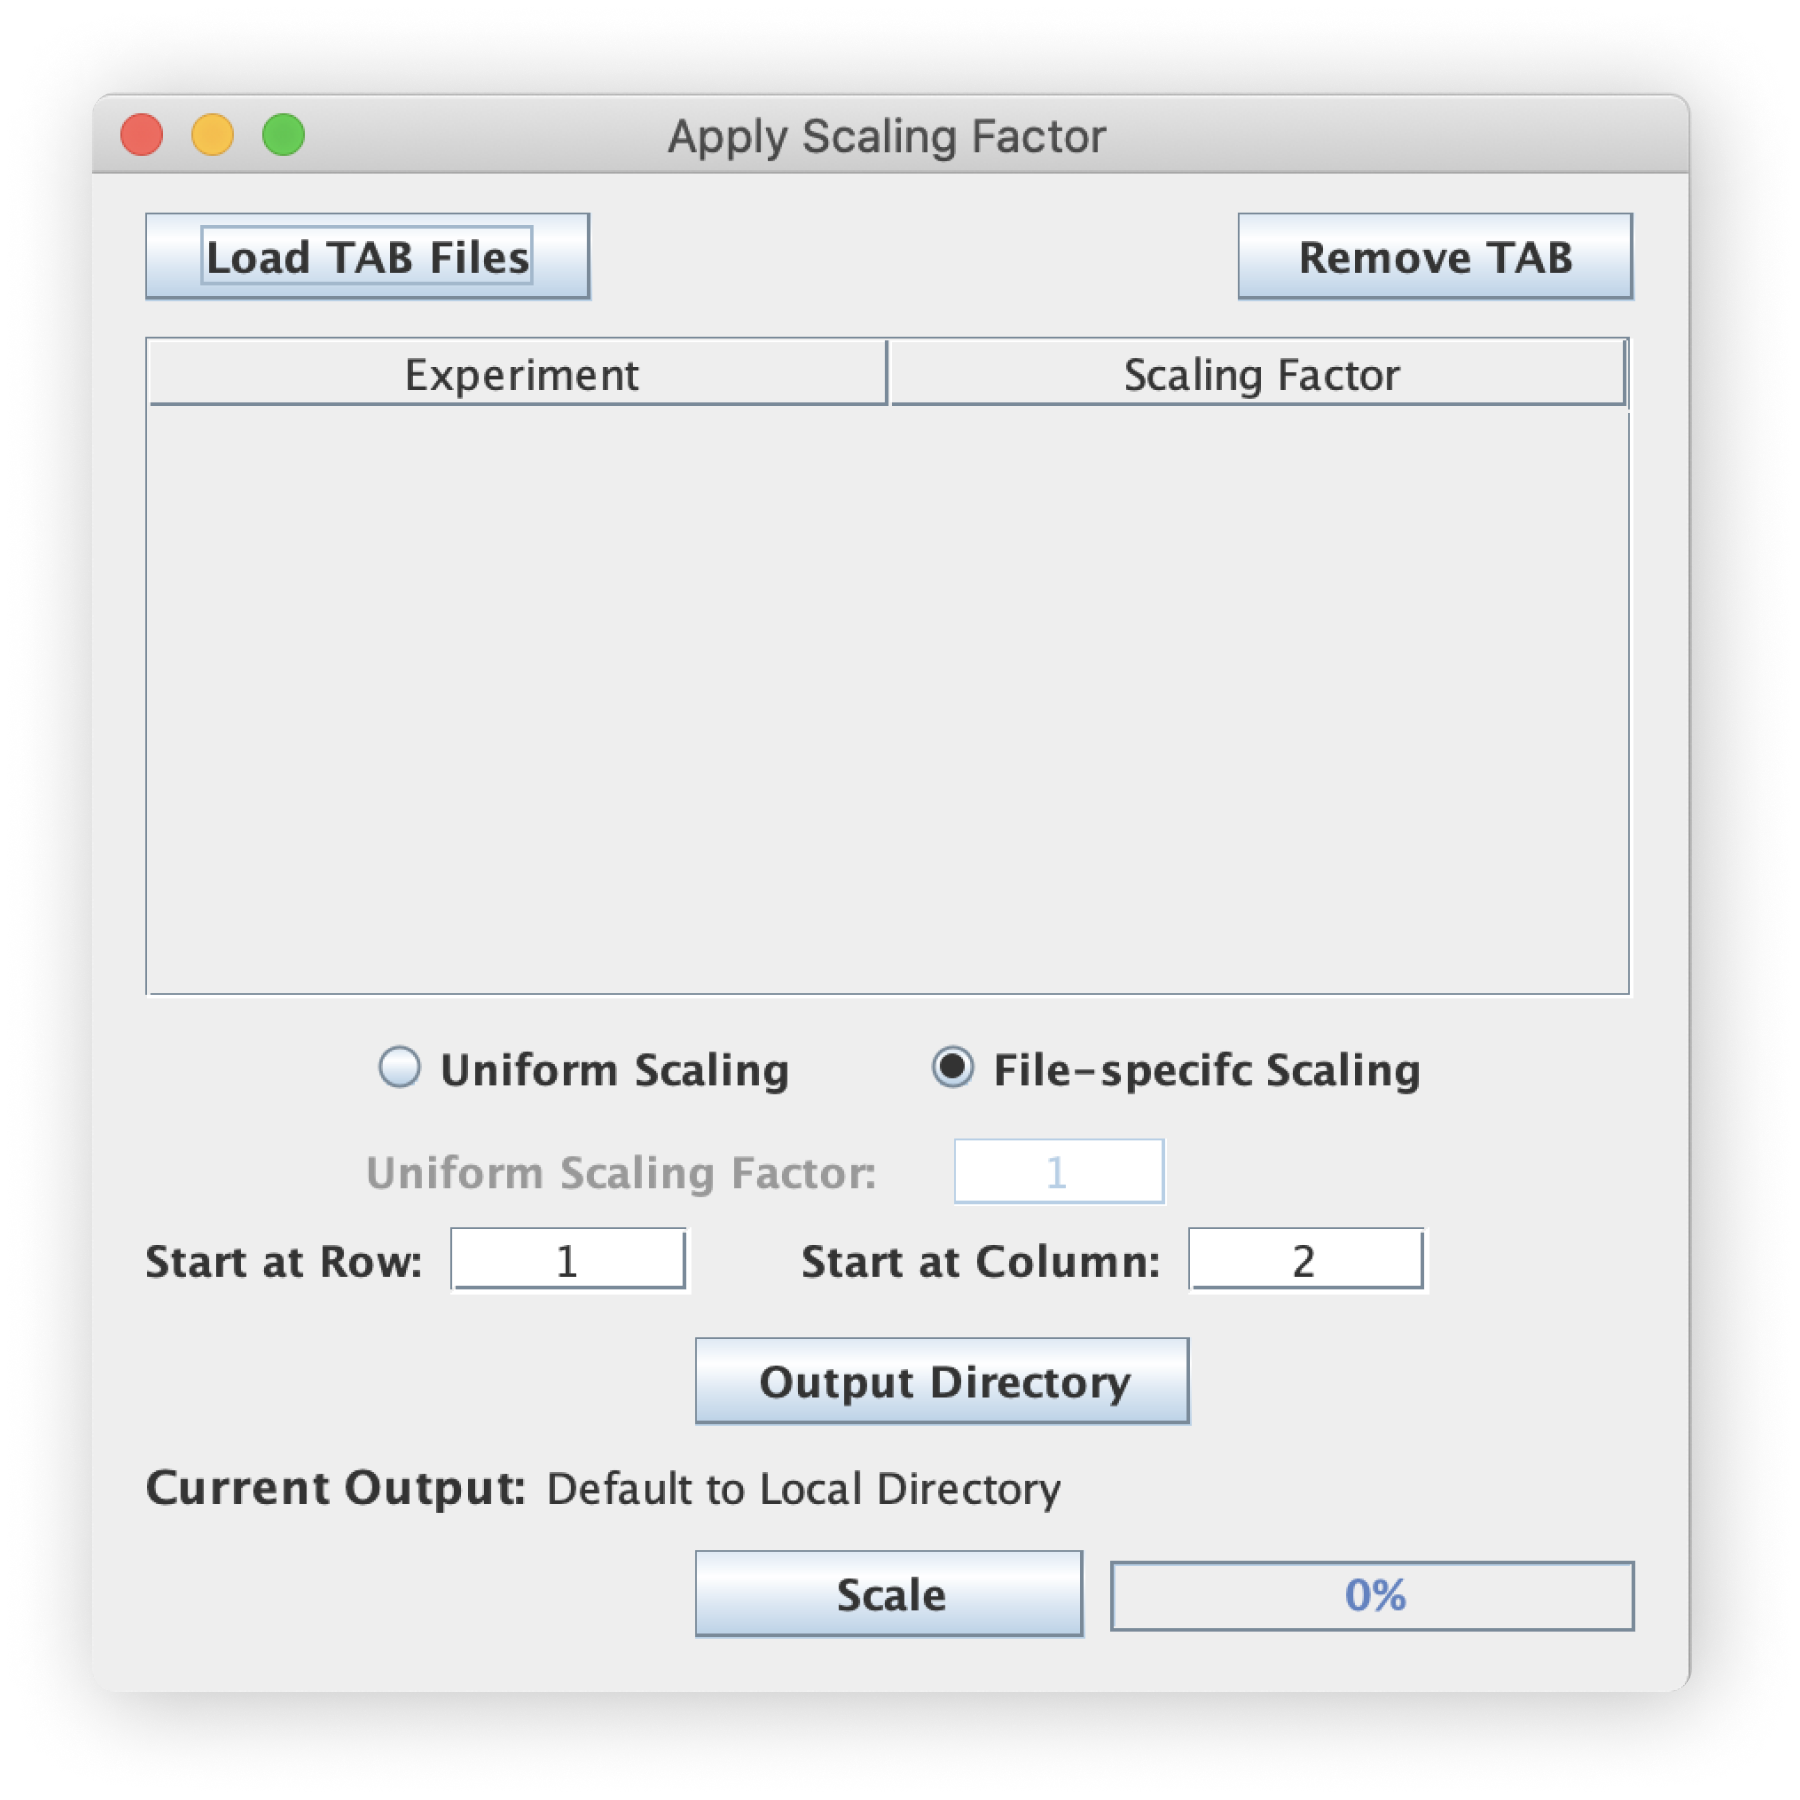 Apply Scaling Factor
Load TAB Files Remove TAB
Experiment Scaling Factor
Uniform Scaling File-specifc Scaling
Uniform Scaling Factor: 1
Start at Row: 1 Start at Column: 2
Output Directory
Current Output: Default to Local Directory
Scale 0%